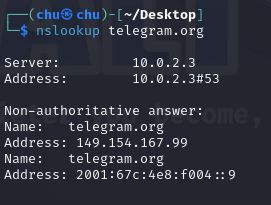 ┌──(chu㉿chu)-[~/Desktop]
└─$ nslookup telegram.org
Server:         10.0.2.3
Address:        10.0.2.3#53
Non-authoritative answer:
Name:   telegram.org
Address: 149.154.167.99
Name:   telegram.org
Address: 2001:67c:4e8:f004::9